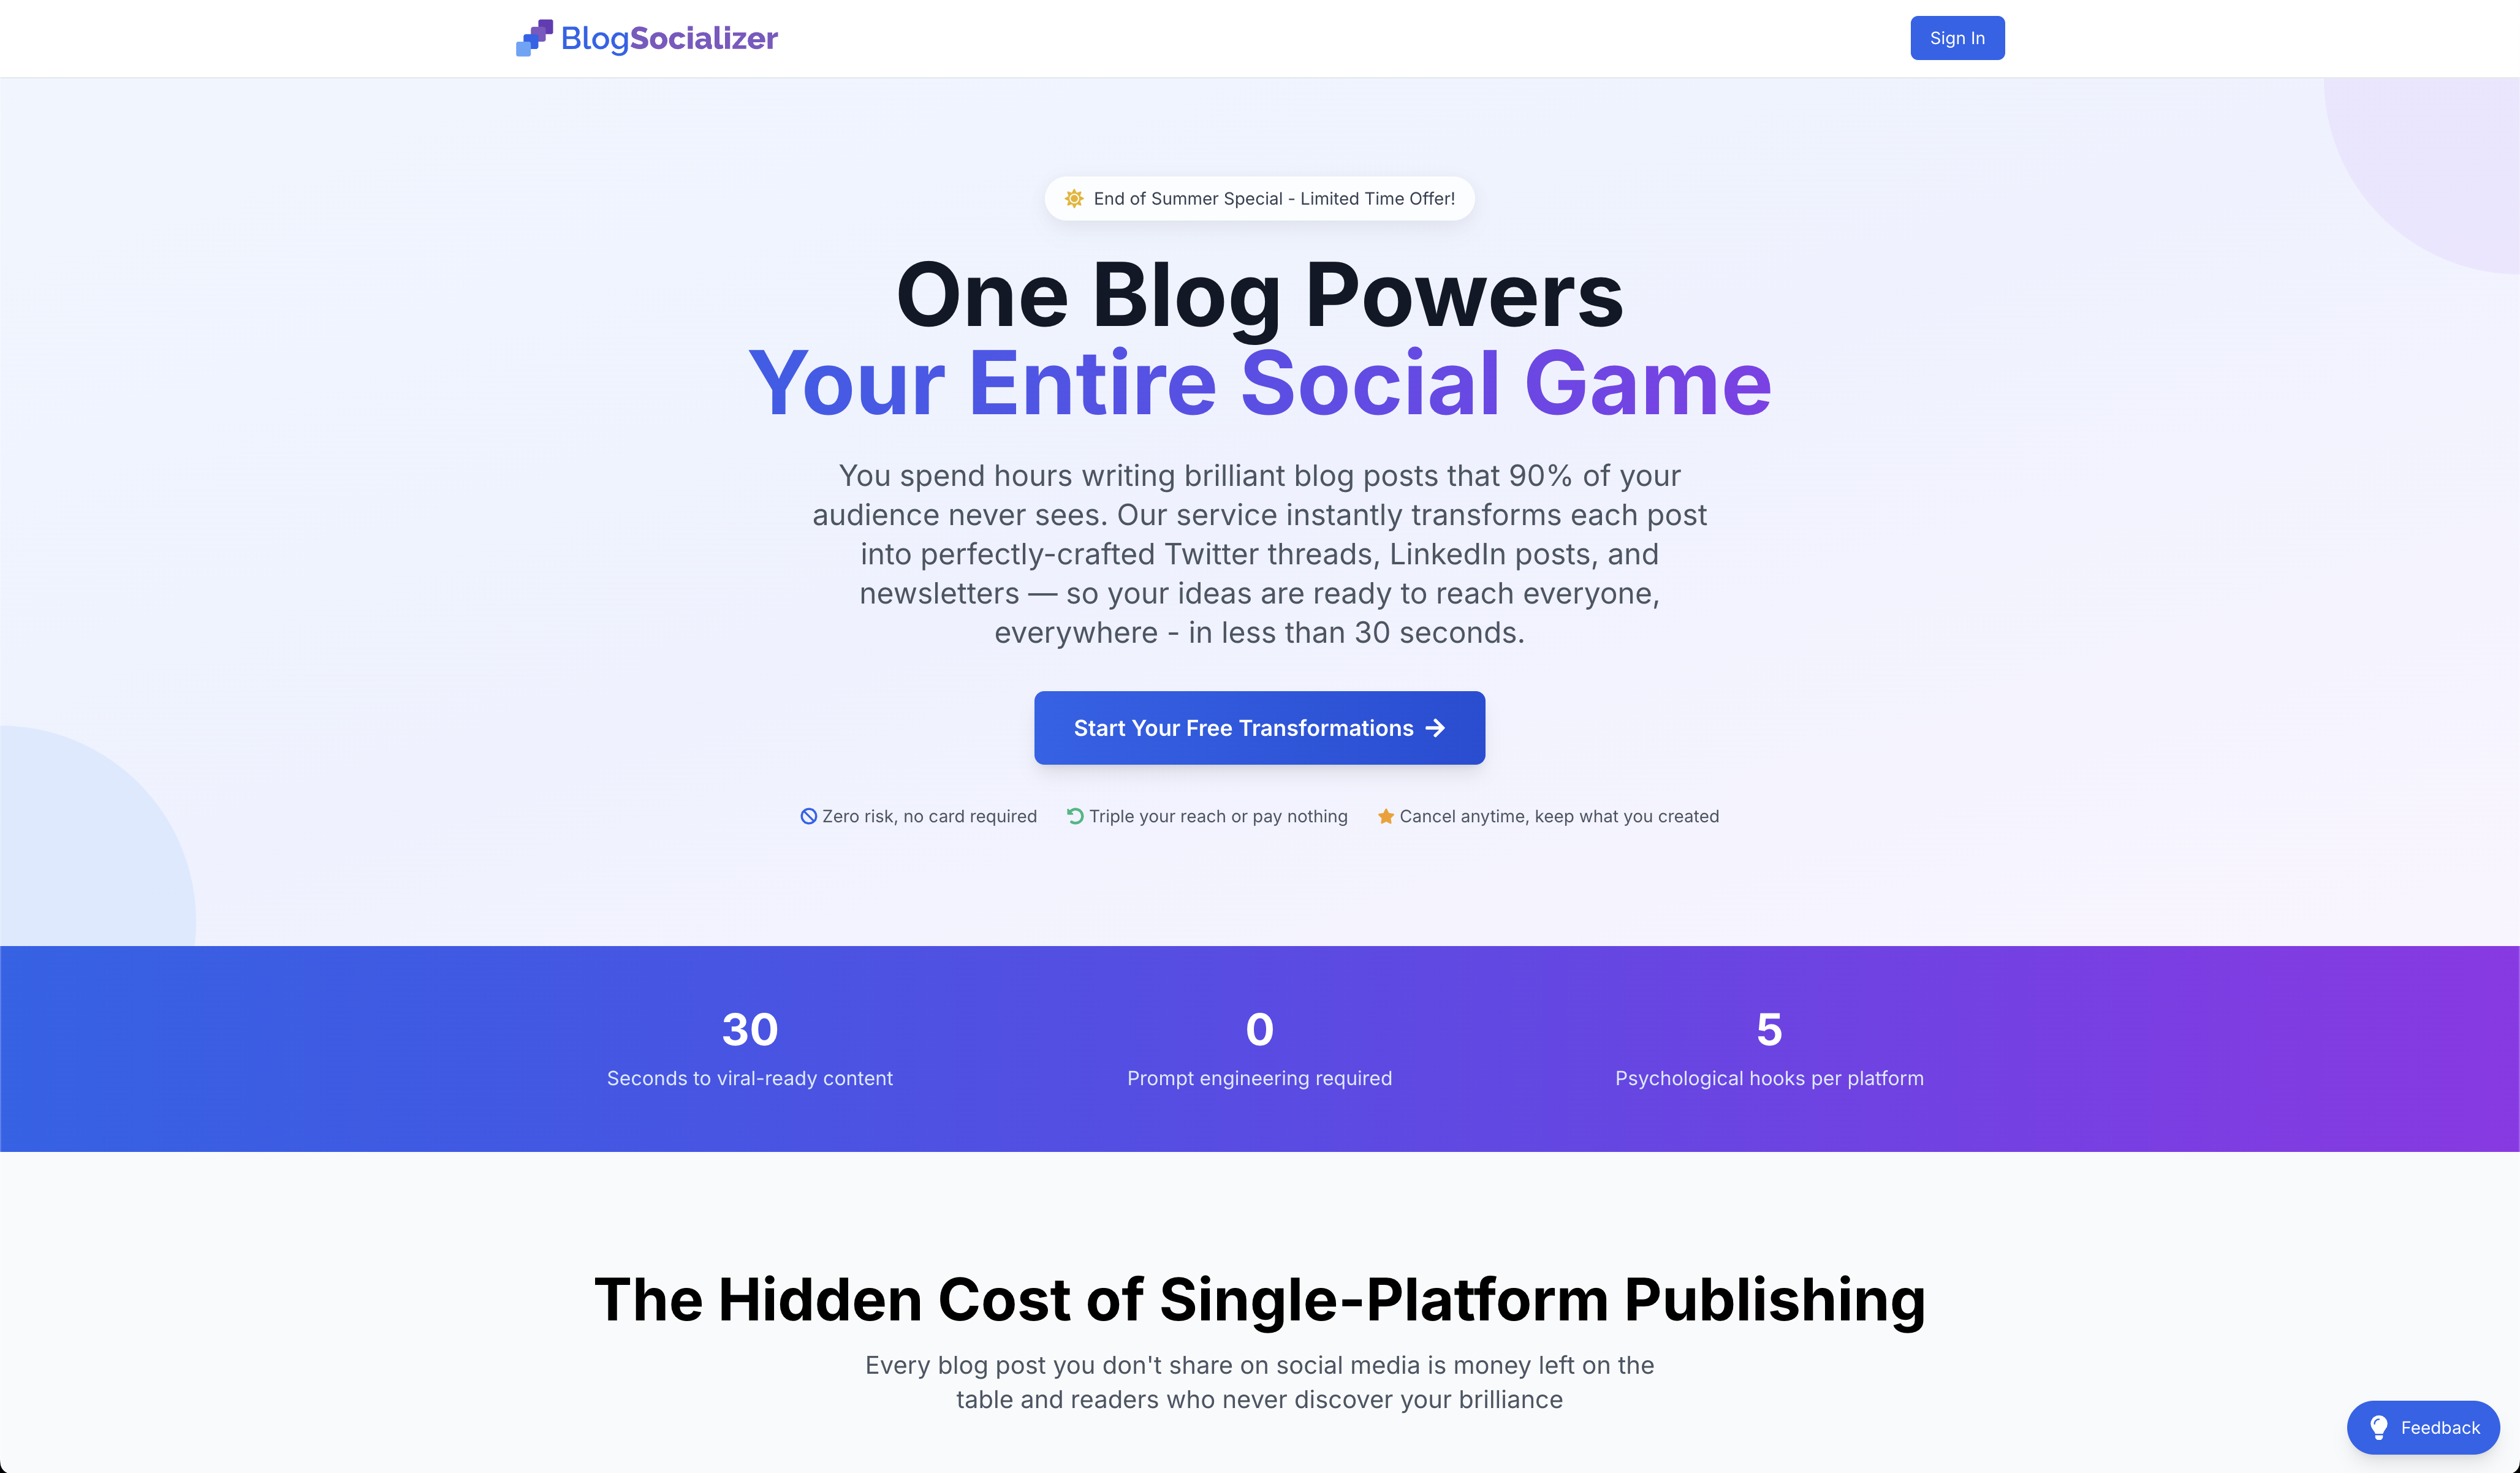 BlogSocializer
Sign In
End of Summer Special - Limited Time Offer!
One Blog Powers
Your Entire Social Game
You spend hours writing brilliant blog posts that 90% of your
audience never sees. Our service instantly transforms each post
into perfectly-crafted Twitter threads, LinkedIn posts, and
newsletters — so your ideas are ready to reach everyone,
everywhere - in less than 30 seconds.
Start Your Free Transformations →
Zero risk, no card required
Triple your reach or pay nothing
Cancel anytime, keep what you created
30
Seconds to viral-ready content
0
Prompt engineering required
5
Psychological hooks per platform
The Hidden Cost of Single-Platform Publishing
Every blog post you don't share on social media is money left on the
table and readers who never discover your brilliance
Feedback